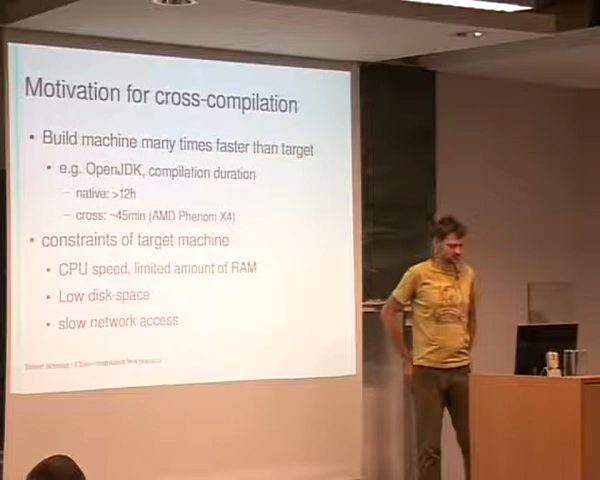 Motivation for cross-compilation
• Build machine many times faster than target
• e.g. OpenJDK, compilation duration
– native: >12h
– cross: ~45min (AMD Phenom X4)
• constraints of target machine
• CPU speed, limited amount of RAM
• Low disk-space
• slow network access